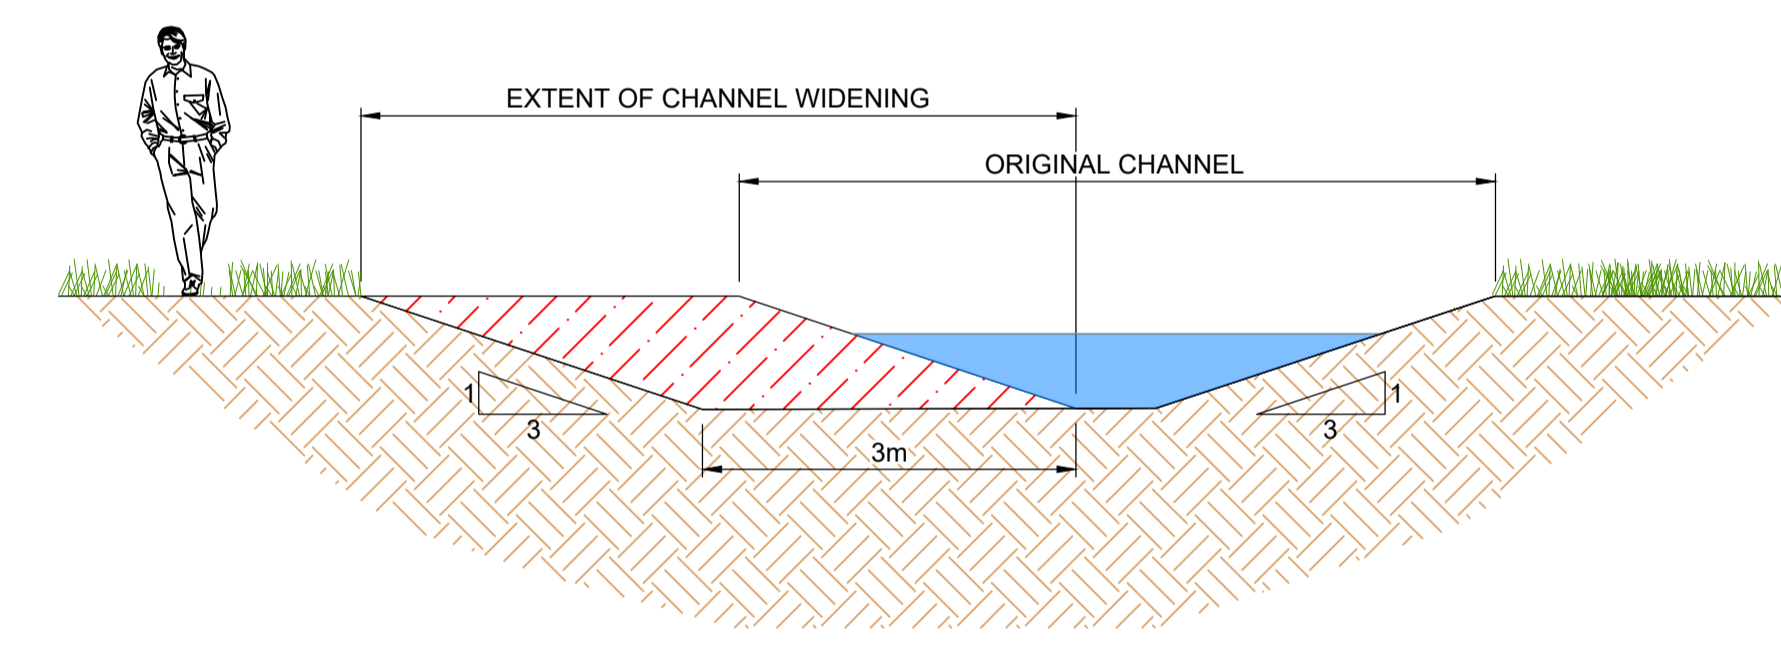 EXTENT OF CHANNEL WIDENING
ORIGINAL CHANNEL
1
3
1
3
3m